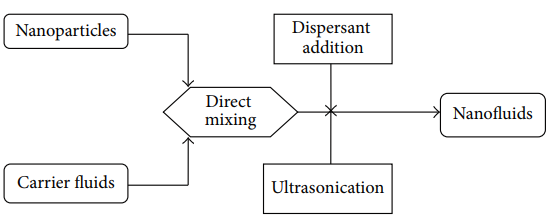 Nanoparticles
Dispersant
addition
Direct
mixing
Nanofluids
Carrier fluids
Ultrasonication